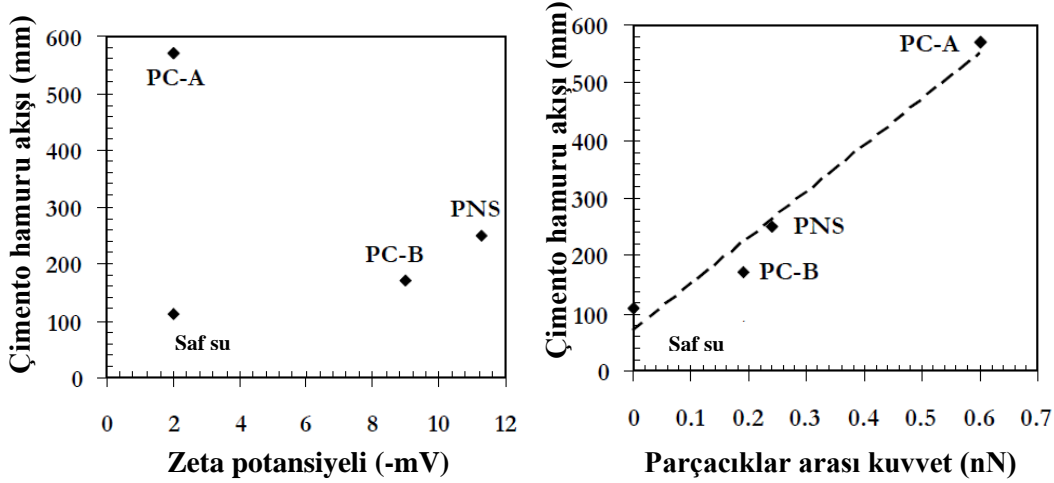 Çimento hamuru akışı (mm)
600
500
400
300
200
100
0
PC-A
PNS
PC-B
Saf su
0 2 4 6 8 10 12
Zeta potansiyeli (-mV)
Çimento hamuru akışı (mm)
600
500
400
300
200
100
0
PC-A
PNS
PC-B
Saf su
0 0.1 0.2 0.3 0.4 0.5 0.6 0.7
Parçacıklar arası kuvvet (nN)